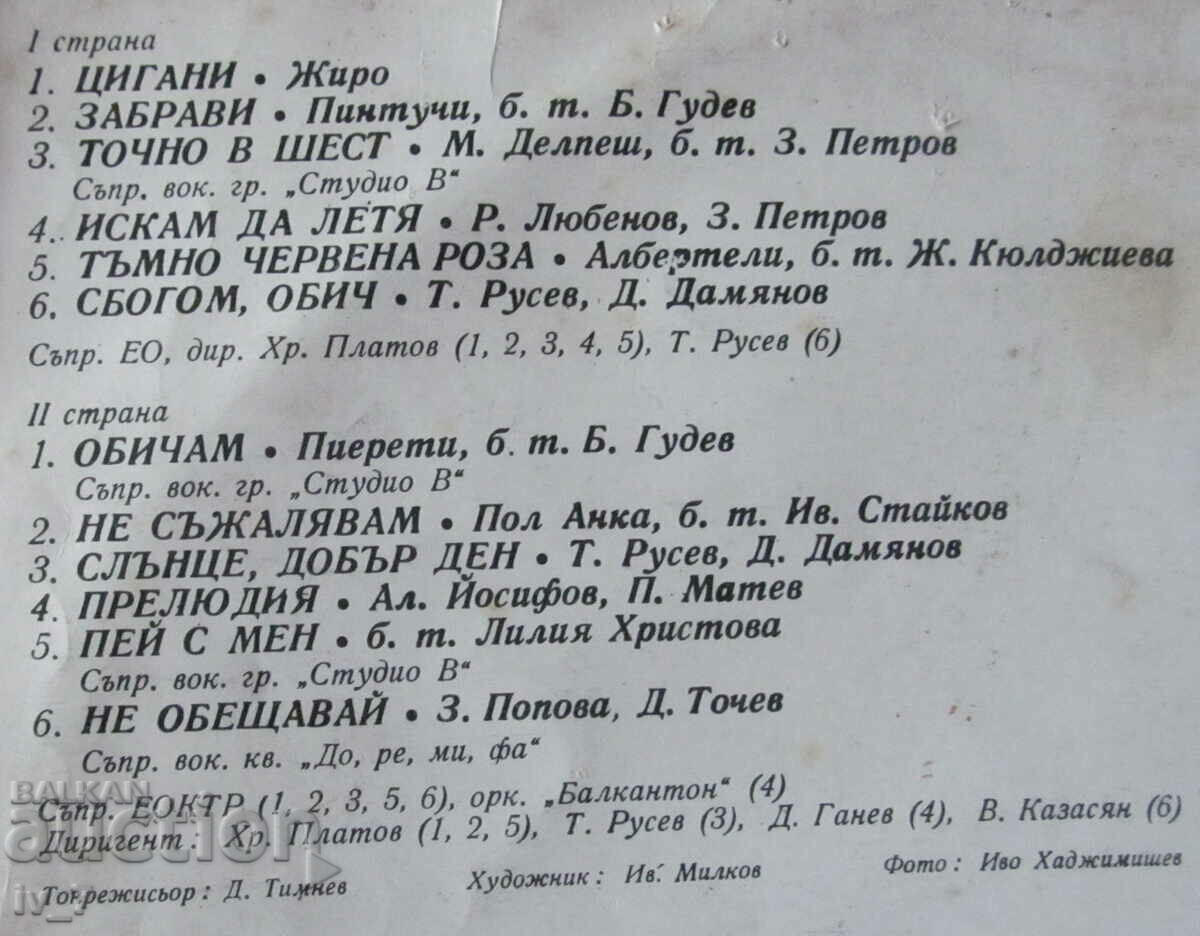 I страна
1. ЦИГАНИ • Жиро
2. ЗАБРАВИ • Пинтучи, б. т. Б. Гудев
3. ТОЧНО В ШЕСТ • М. Делпеш, б. т. З. Петров
Съпр. вок. гр. „Студио В“
4. ИСКАМ ДА ЛЕТЯ • Р. Любенов, З. Петров
5. ТЪМНО ЧЕРВЕНА РОЗА • Албертели, б. т. Ж. Кюлджиева
6. СБОГОМ, ОБИЧ • Т. Русев, Д. Дамянов
Съпр. ЕО, дир. Хр. Платов (1, 2, 3, 4, 5), Т. Русев (6)
II страна
1. ОБИЧАМ • Пиерети, б. т. Б. Гудев
Съпр. вок. гр. „Студио В“
2. НЕ СЪЖАЛЯВАМ • Пол Анка, б. т. Ив. Стайков
3. СЛЪНЦЕ, ДОБЪР ДЕН • Т. Русев, Д. Дамянов
4. ПРЕЛЮДИЯ • Ал. Йосифов, П. Матев
5. ПЕЙ С МЕН • б. т. Лилия Христова
Съпр. вок. гр. „Студио В“
6. НЕ ОБЕЩАВАЙ • З. Попова, Д. Точев
Съпр. вок. кв. „До, ре, ми, фа“
Съпр. ЕОКТР (1, 2, 3, 5, 6), орк. „Балкантон“ (4)
Диригент: Хр. Платов (1, 2, 5), Т. Русев (3), Д. Ганев (4), В. Казасян (6)
Тонрежисьор: Д. Тимнев Художник: Ив. Милков Фото: Иво Хаджимишев
BALKAN
auction
iv_7